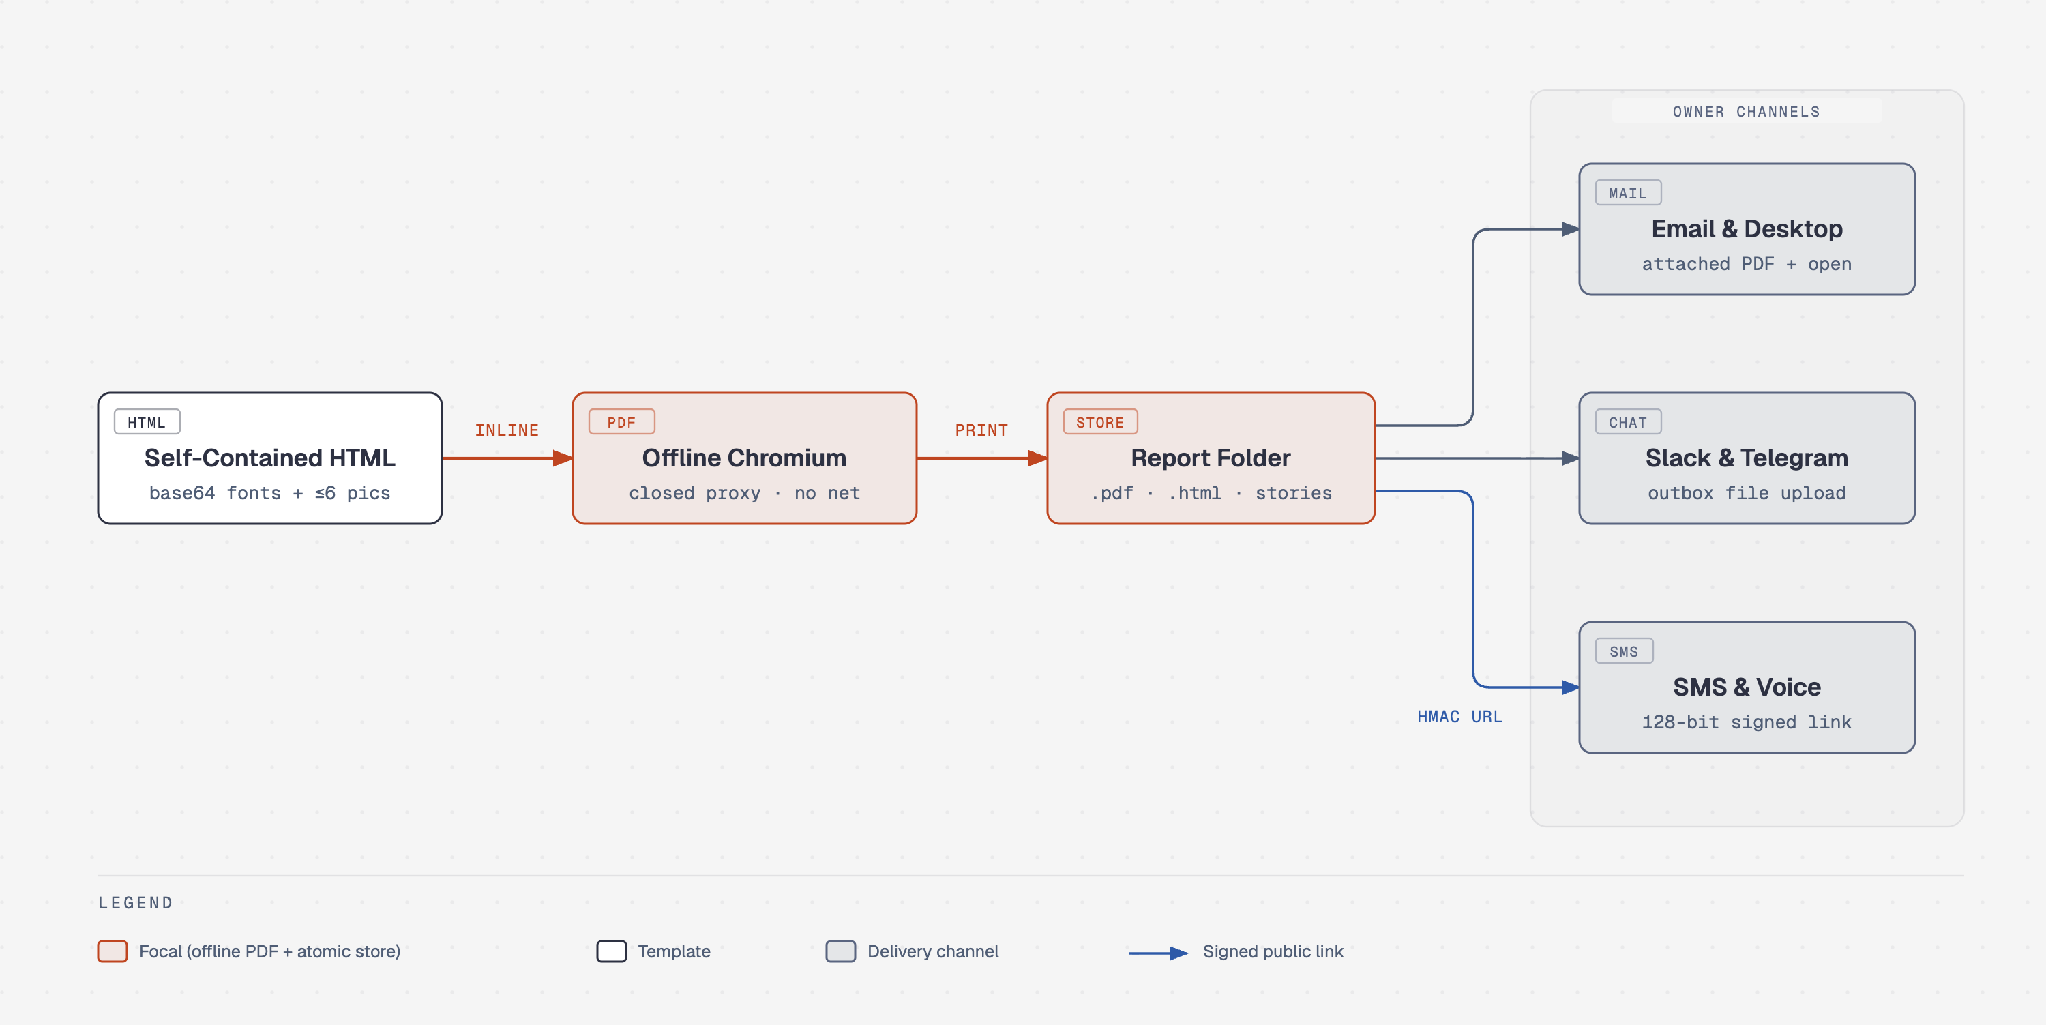 OWNER CHANNELS
MAIL
Email & Desktop
attached PDF + open
HTML
Self-Contained HTML
base64 fonts + ≤6 pics
INLINE
PDF
Offline Chromium
closed proxy · no net
PRINT
STORE
Report Folder
.pdf · .html · stories
CHAT
Slack & Telegram
outbox file upload
SMS
SMS & Voice
128-bit signed link
HMAC URL
LEGEND
Focal (offline PDF + atomic store)
Template
Delivery channel
Signed public link